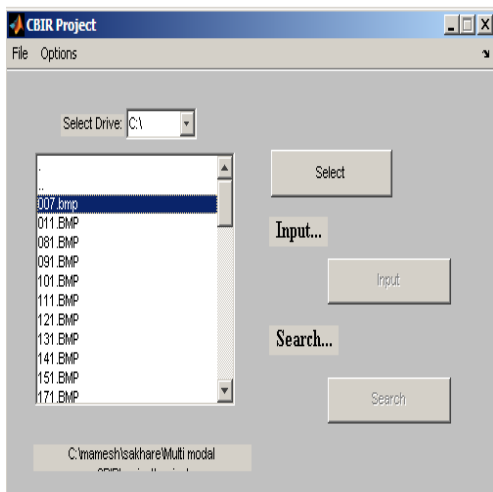 CBIR Project
File Options
Select Drive: C:\
.
..
007.bmp
011.BMP
081.BMP
091.BMP
101.BMP
111.BMP
121.BMP
131.BMP
141.BMP
151.BMP
171.BMP
Select
Input...
Input
Search...
Search
C:\mamesh\sakhare\Multi modal